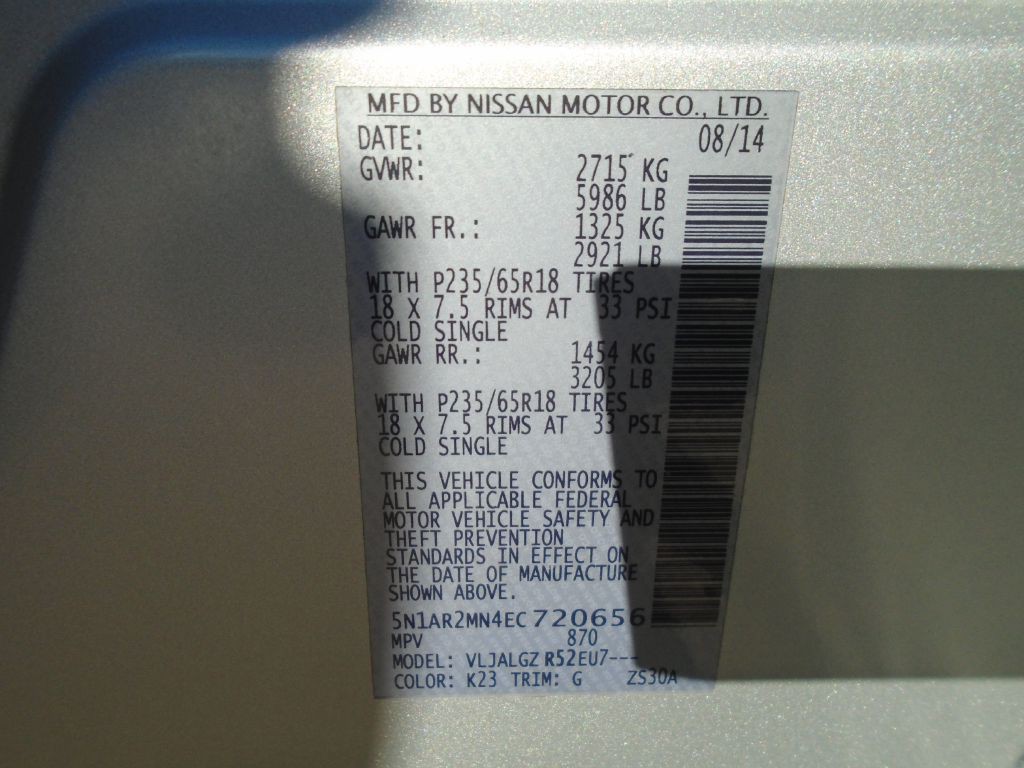 MFD BY NISSAN MOTOR CO., LTD.
DATE: 08/14
GVWR: 2715 KG
5986 LB
GAWR FR.: 1325 KG
2921 LB
WITH P235/65R18 TIRES
18 X 7.5 RIMS AT 33 PSI
COLD SINGLE
GAWR RR.: 1454 KG
3205 LB
WITH P235/65R18 TIRES
18 X 7.5 RIMS AT 33 PSI
COLD SINGLE
THIS VEHICLE CONFORMS TO
ALL APPLICABLE FEDERAL
MOTOR VEHICLE SAFETY AND
THEFT PREVENTION
STANDARDS IN EFFECT ON
THE DATE OF MANUFACTURE
SHOWN ABOVE.
5N1AR2MN4EC720656
MPV 870
MODEL: VLJALGZ R52EU7---
COLOR: K23 TRIM: G ZS30A